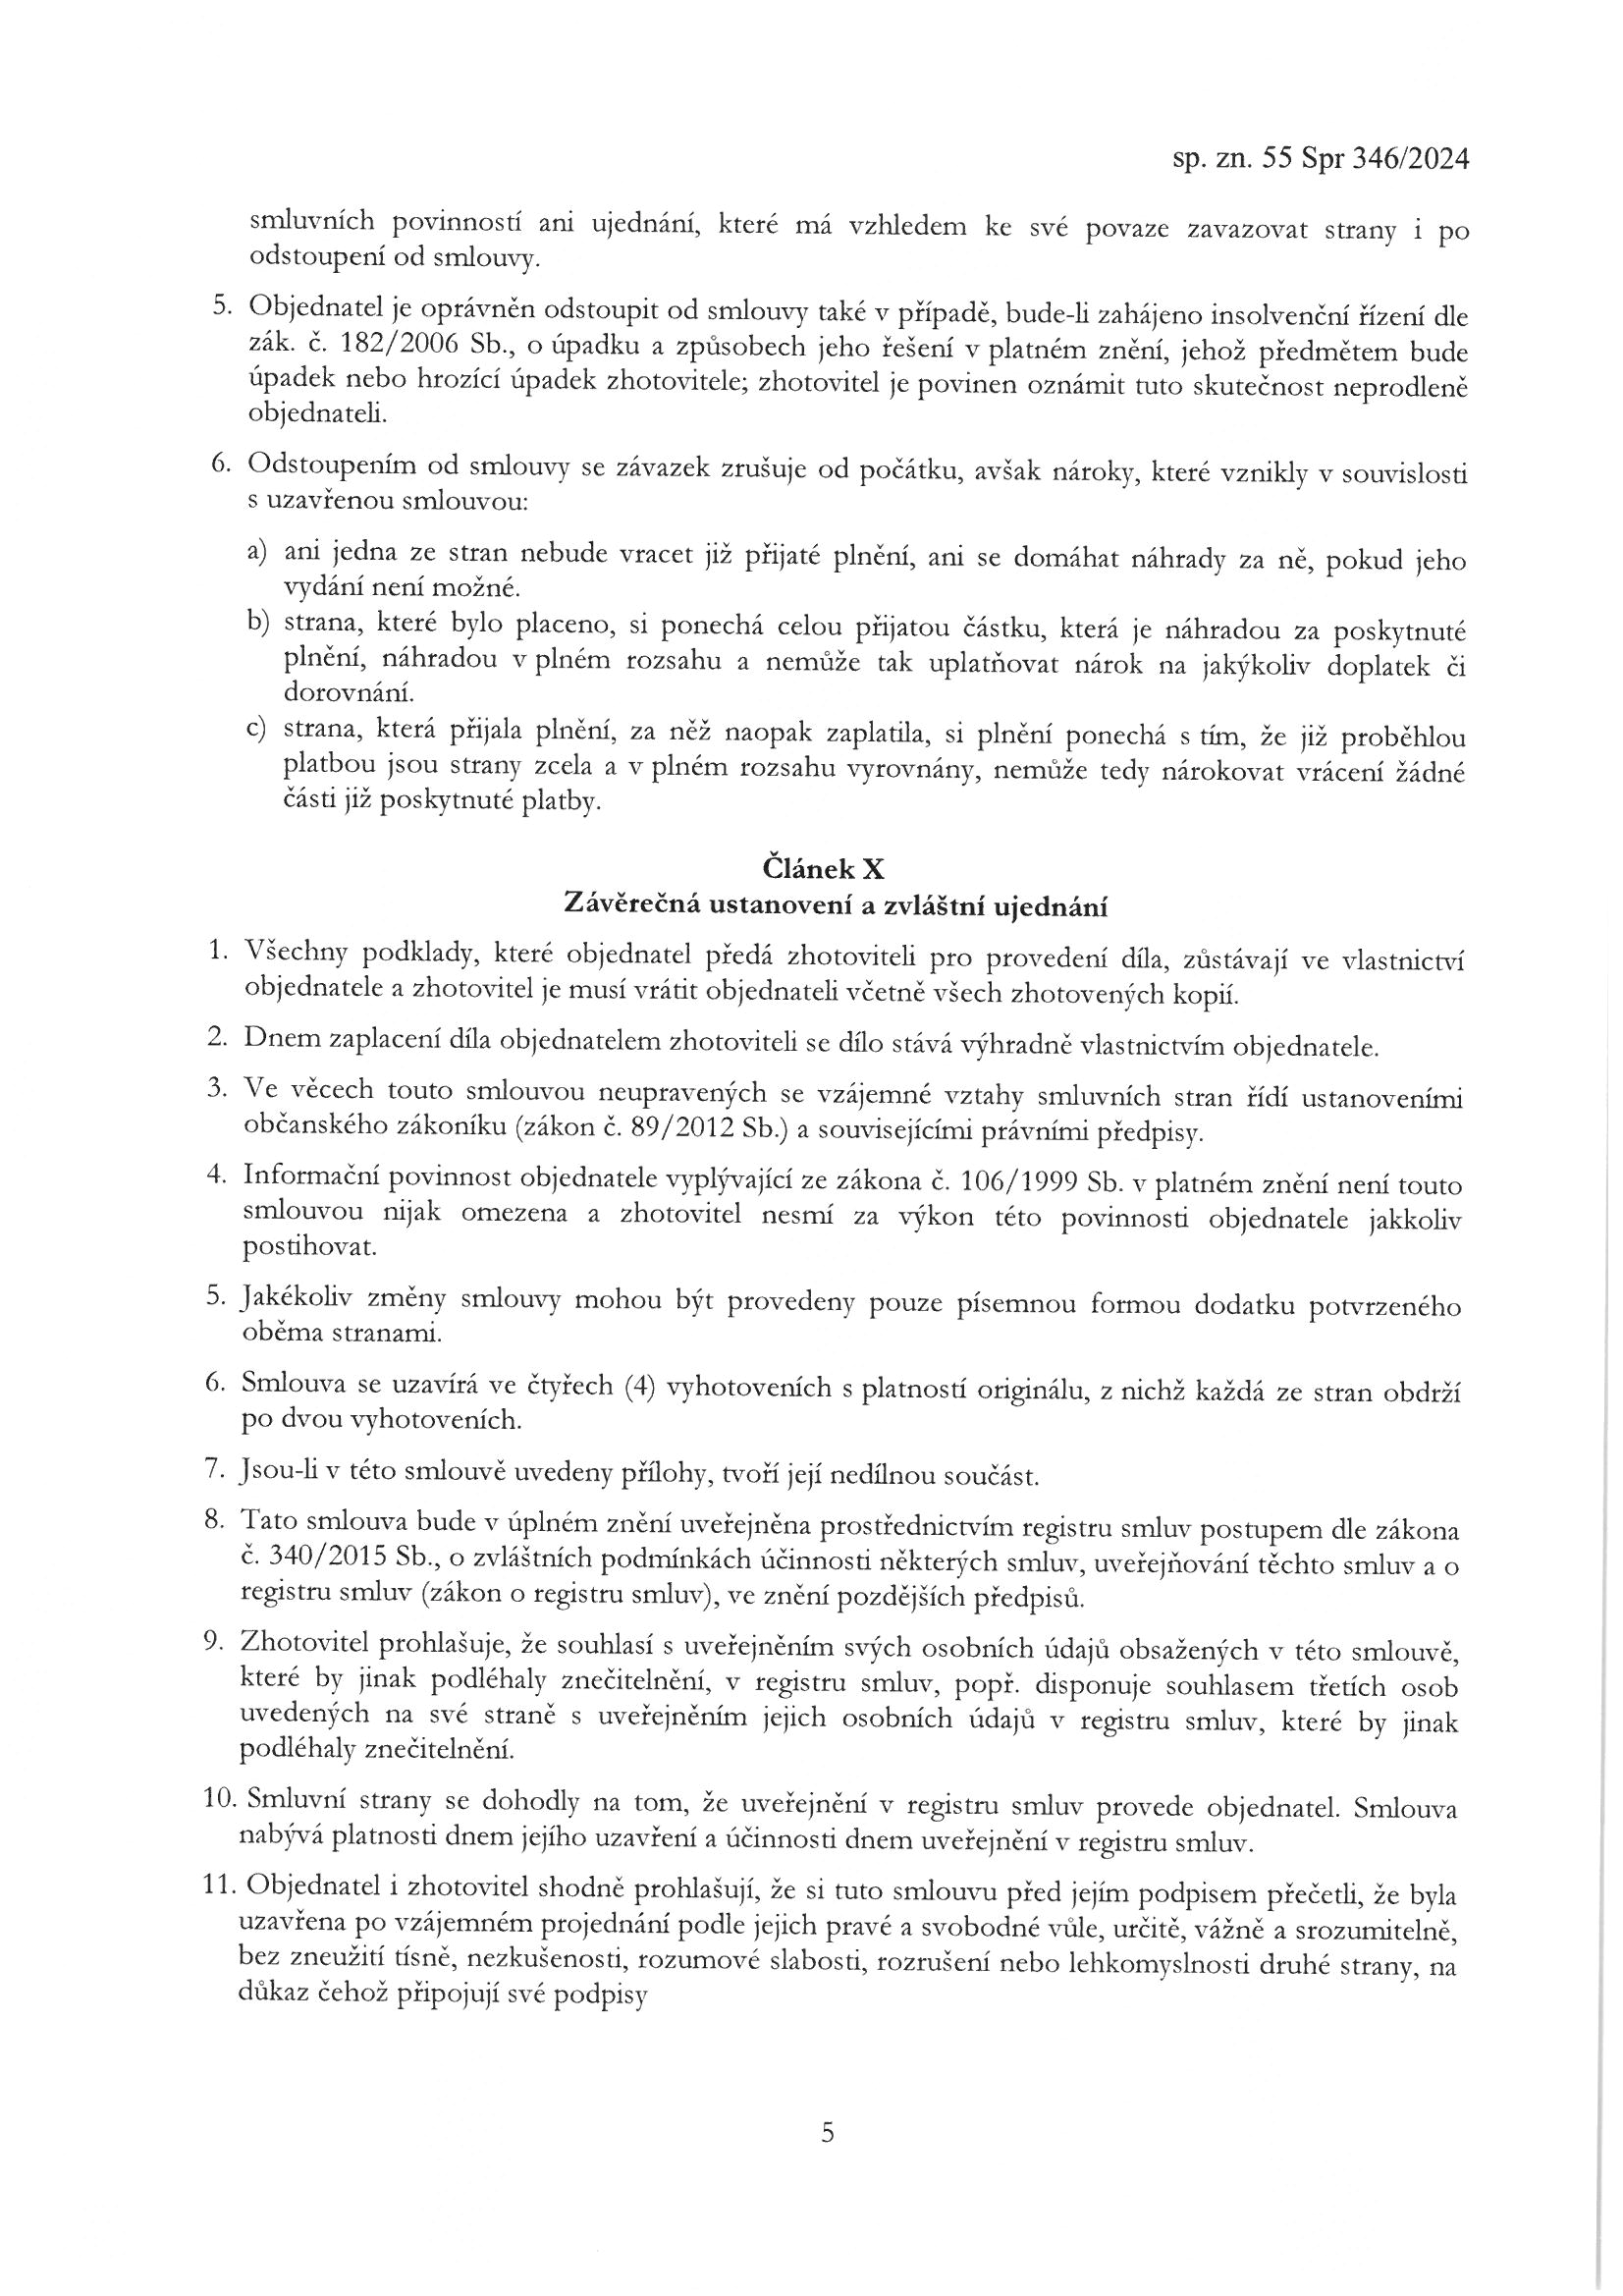 sp. zn. 55 Spr 346/2024
smluvních povinností ani ujednání, které má vzhledem ke své povaze zavazovat strany i po
odstoupení od smlouvy.
5. Objednatel je oprávněn odstoupit od smlouvy také v případě, bude-li zahájeno insolvenční řízení dle
zák. č. 182/2006 Sb., o úpadku a způsobech jeho řešení v platném znění, jehož předmětem bude
úpadek nebo hrozící úpadek zhotovitele; zhotovitel je povinen oznámit tuto skutečnost neprodleně
objednateli.
6. Odstoupením od smlouvy se závazek zrušuje od počátku, avšak nároky, které vznikly v souvislosti
s uzavřenou smlouvou:
a) ani jedna ze stran nebude vracet již přijaté plnění, ani se domáhat náhrady za ně, pokud jeho
vydání není možné.
b) strana, které bylo placeno, si ponechá celou přijatou částku, která je náhradou za poskytnuté
plnění, náhradou v plném rozsahu a nemůže tak uplatňovat nárok na jakýkoliv doplatek či
dorovnání.
c) strana, která přijala plnění, za něž naopak zaplatila, si plnění ponechá s tím, že již proběhlou
platbou jsou strany zcela a v plném rozsahu vyrovnány, nemůže tedy nárokovat vrácení žádné
části již poskytnuté platby.
Článek X
Závěrečná ustanovení a zvláštní ujednání
1. Všechny podklady, které objednatel předá zhotoviteli pro provedení díla, zůstávají ve vlastnictví
objednatele a zhotovitel je musí vrátit objednateli včetně všech zhotovených kopií.
2. Dnem zaplacení díla objednatelem zhotoviteli se dílo stává výhradně vlastnictvím objednatele.
3. Ve věcech touto smlouvou neupravených se vzájemné vztahy smluvních stran řídí ustanoveními
občanského zákoníku (zákon č. 89/2012 Sb.) a souvisejícími právními předpisy.
4. Informační povinnost objednatele vyplývající ze zákona č. 106/1999 Sb. v platném znění není touto
smlouvou nijak omezena a zhotovitel nesmí za výkon této povinnosti objednatele jakkoliv
postihovat.
5. Jakékoliv změny smlouvy mohou být provedeny pouze písemnou formou dodatku potvrzeného
oběma stranami.
6. Smlouva se uzavírá ve čtyřech (4) vyhotoveních s platností originálu, z nichž každá ze stran obdrží
po dvou vyhotoveních.
7. Jsou-li v této smlouvě uvedeny přílohy, tvoří její nedílnou součást.
8. Tato smlouva bude v úplném znění uveřejněna prostřednictvím registru smluv postupem dle zákona
č. 340/2015 Sb., o zvláštních podmínkách účinnosti některých smluv, uveřejňování těchto smluv a o
registru smluv (zákon o registru smluv), ve znění pozdějších předpisů.
9. Zhotovitel prohlašuje, že souhlasí s uveřejněním svých osobních údajů obsažených v této smlouvě,
které by jinak podléhaly znečitelnění, v registru smluv, popř. disponuje souhlasem třetích osob
uvedených na své straně s uveřejněním jejich osobních údajů v registru smluv, které by jinak
podléhaly znečitelnění.
10. Smluvní strany se dohodly na tom, že uveřejnění v registru smluv provede objednatel. Smlouva
nabývá platnosti dnem jejího uzavření a účinnosti dnem uveřejnění v registru smluv.
11. Objednatel i zhotovitel shodně prohlašují, že si tuto smlouvu před jejím podpisem přečetli, že byla
uzavřena po vzájemném projednání podle jejich pravé a svobodné vůle, určitě, vážně a srozumitelně,
bez zneužití tísně, nezkušenosti, rozumové slabosti, rozrušení nebo lehkomyslnosti druhé strany, na
důkaz čehož připojují své podpisy
5